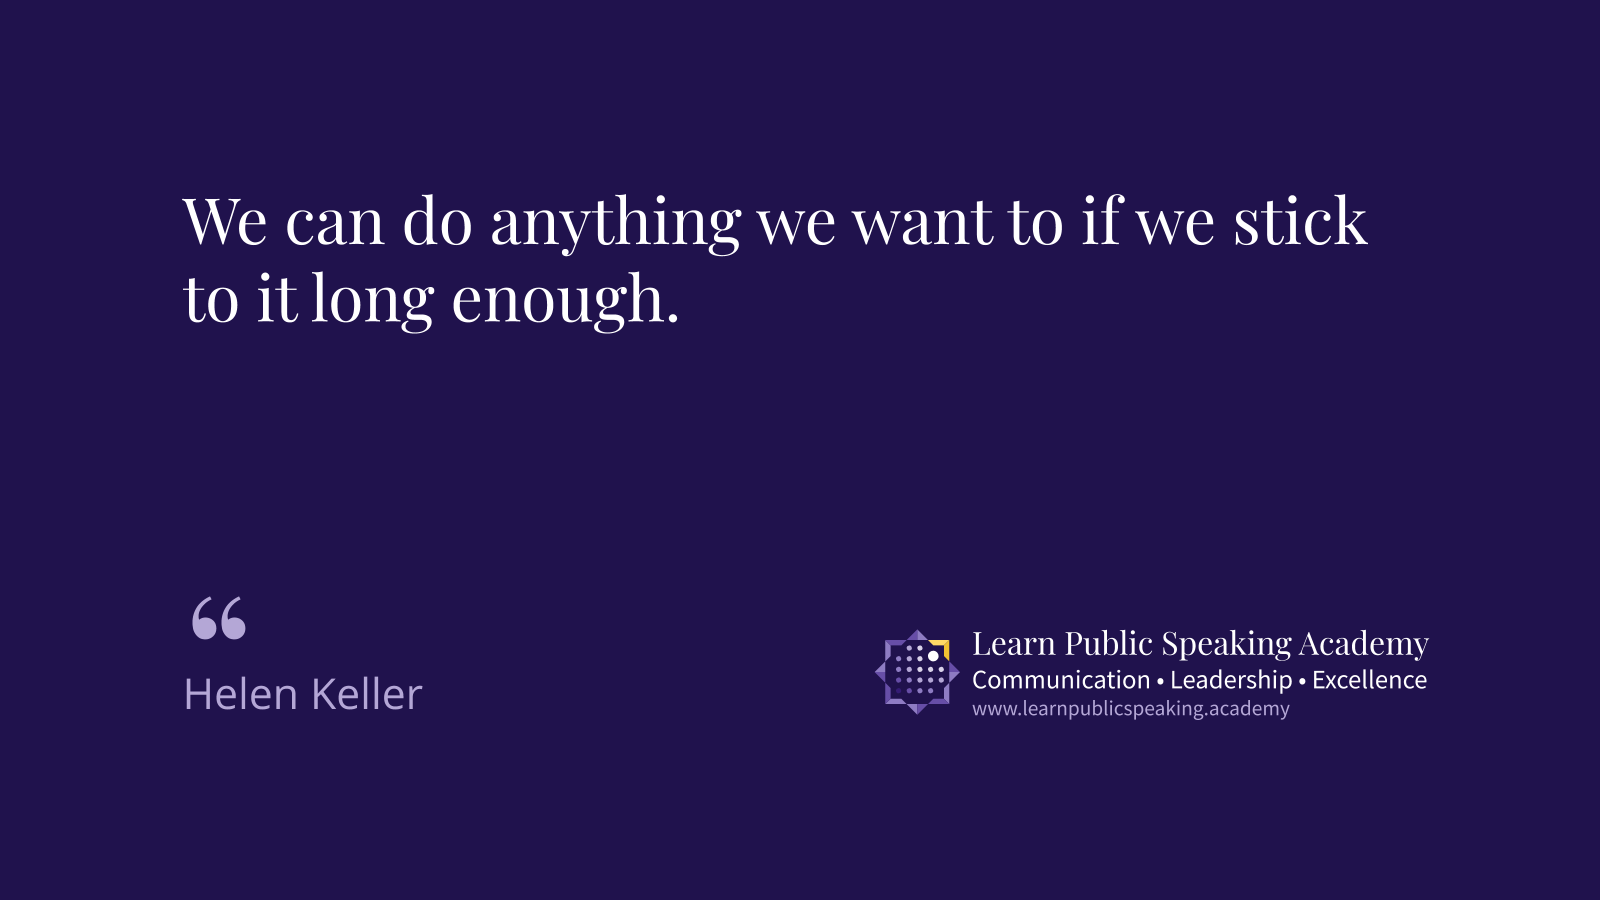 We can do anything we want to if we stick
to it long enough.
“
Helen Keller
Learn Public Speaking Academy
Communication • Leadership • Excellence
www.learnpublicspeaking.academy